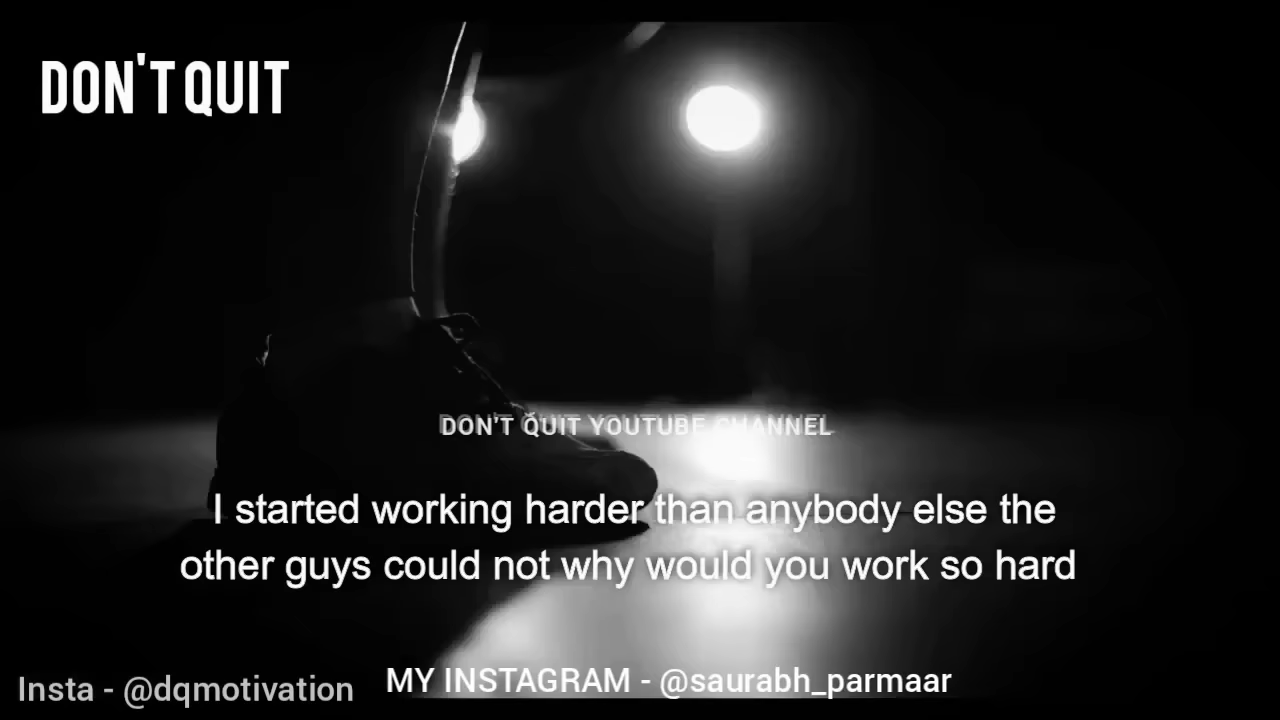 DON'T QUIT
DON'T QUIT YOUTUBE CHANNEL
I started working harder than anybody else the
other guys could not why would you work so hard
Insta - @dqmotivation
MY INSTAGRAM - @saurabh_parmaar